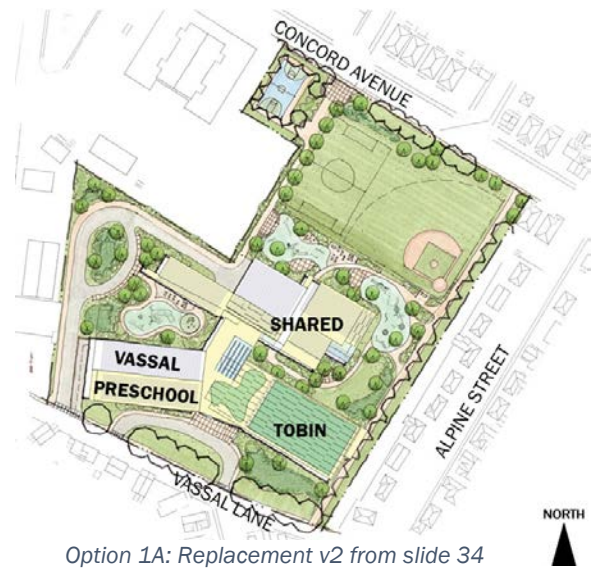 CONCORD AVENUE
SHARED
VASSAL
PRESCHOOL
TOBIN
ALPINE STREET
VASSAL LANE
NORTH
Option 1A: Replacement v2 from slide 34